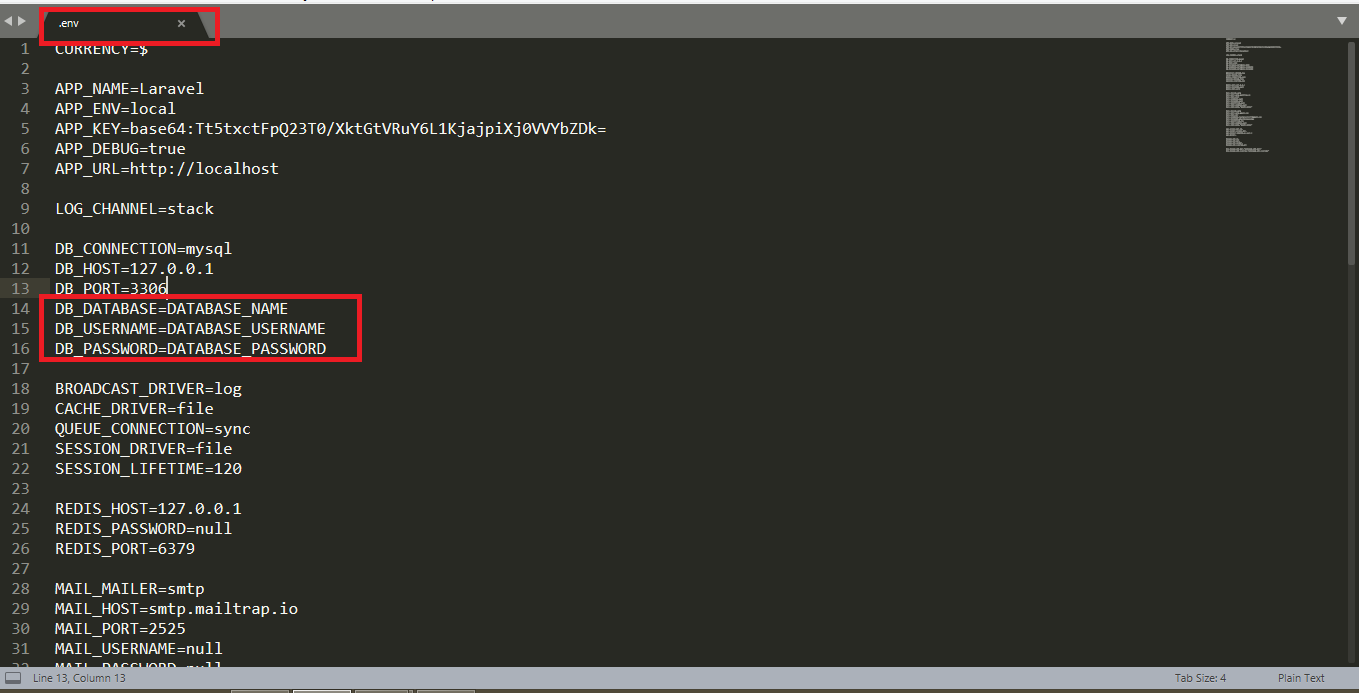 .env ×
1 CURRENCY=$
2
3 APP_NAME=Laravel
4 APP_ENV=local
5 APP_KEY=base64:Tt5txctFpQ23T0/XktGtVRuY6L1KjajpiXj0VVYbZDk=
6 APP_DEBUG=true
7 APP_URL=http://localhost
8
9 LOG_CHANNEL=stack
10
11 DB_CONNECTION=mysql
12 DB_HOST=127.0.0.1
13 DB_PORT=3306
14 DB_DATABASE=DATABASE_NAME
15 DB_USERNAME=DATABASE_USERNAME
16 DB_PASSWORD=DATABASE_PASSWORD
17
18 BROADCAST_DRIVER=log
19 CACHE_DRIVER=file
20 QUEUE_CONNECTION=sync
21 SESSION_DRIVER=file
22 SESSION_LIFETIME=120
23
24 REDIS_HOST=127.0.0.1
25 REDIS_PASSWORD=null
26 REDIS_PORT=6379
27
28 MAIL_MAILER=smtp
29 MAIL_HOST=smtp.mailtrap.io
30 MAIL_PORT=2525
31 MAIL_USERNAME=null
32 MAIL_PASSWORD=null
Line 13, Column 13 Tab Size: 4 Plain Text